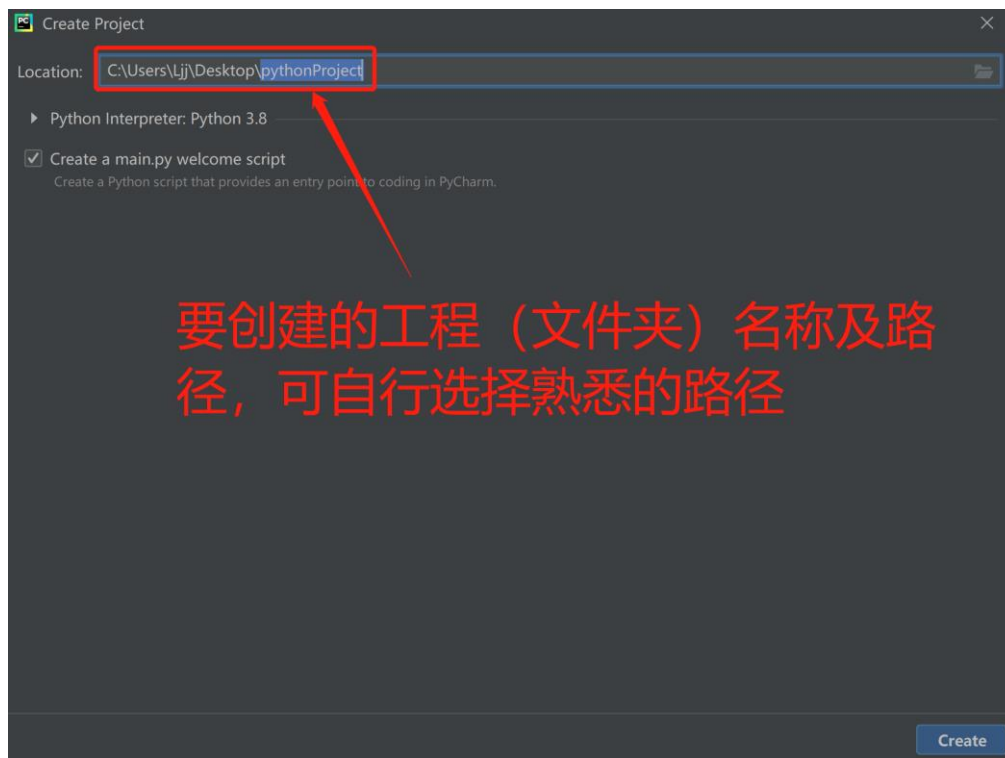 Create Project
Location: C:\Users\Ljj\Desktop\pythonProject
Python Interpreter: Python 3.8
Create a main.py welcome script
Create a Python script that provides an entry point to coding in PyCharm.
要创建的工程（文件夹）名称及路
径，可自行选择熟悉的路径
Create